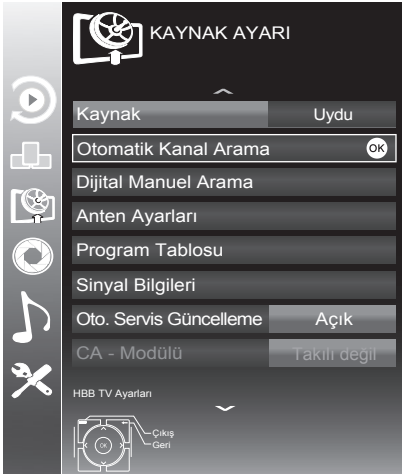 KAYNAK AYARI
Kaynak Uydu
Otomatik Kanal Arama OK
Dijital Manuel Arama
Anten Ayarları
Program Tablosu
Sinyal Bilgileri
Oto. Servis Güncelleme Açık
CA - Modülü Takılı değil
HBB TV Ayarları
Çıkış
OK Geri